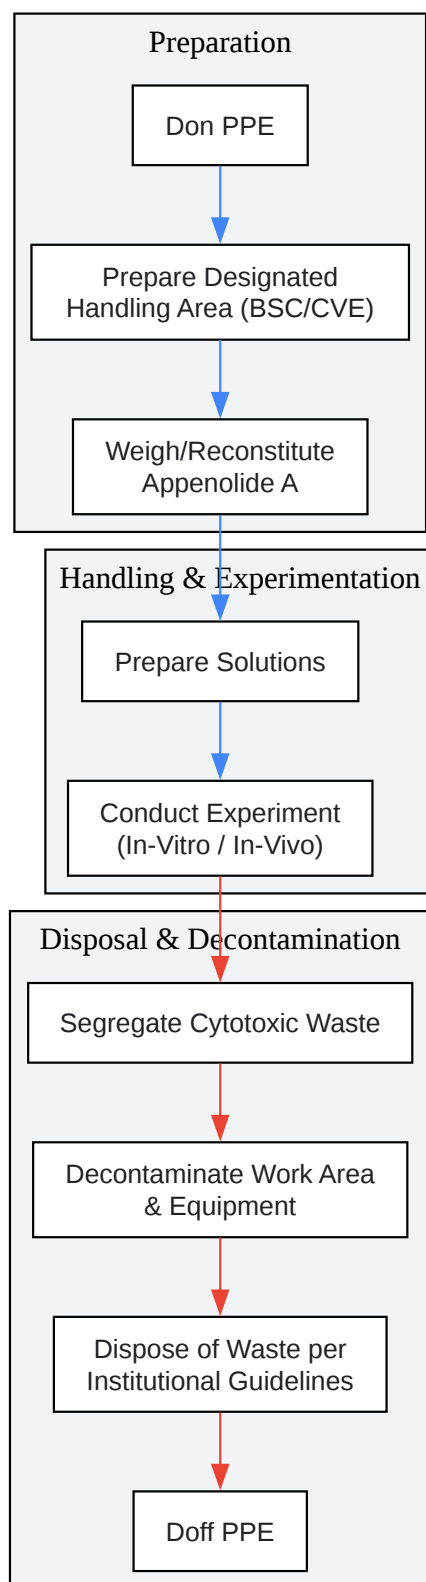 Preparation
Don PPE
Prepare Designated
Handling Area (BSC/CVE)
Weigh/Reconstitute
Appenolide A
Handling & Experimentation
Prepare Solutions
Conduct Experiment
(In-Vitro / In-Vivo)
Disposal & Decontamination
Segregate Cytotoxic Waste
Decontaminate Work Area
& Equipment
Dispose of Waste per
Institutional Guidelines
Doff PPE